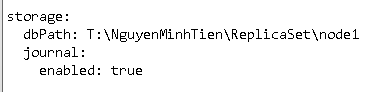 storage:
  dbPath: T:\NguyenMinhTien\ReplicaSet\node1
  journal:
    enabled: true